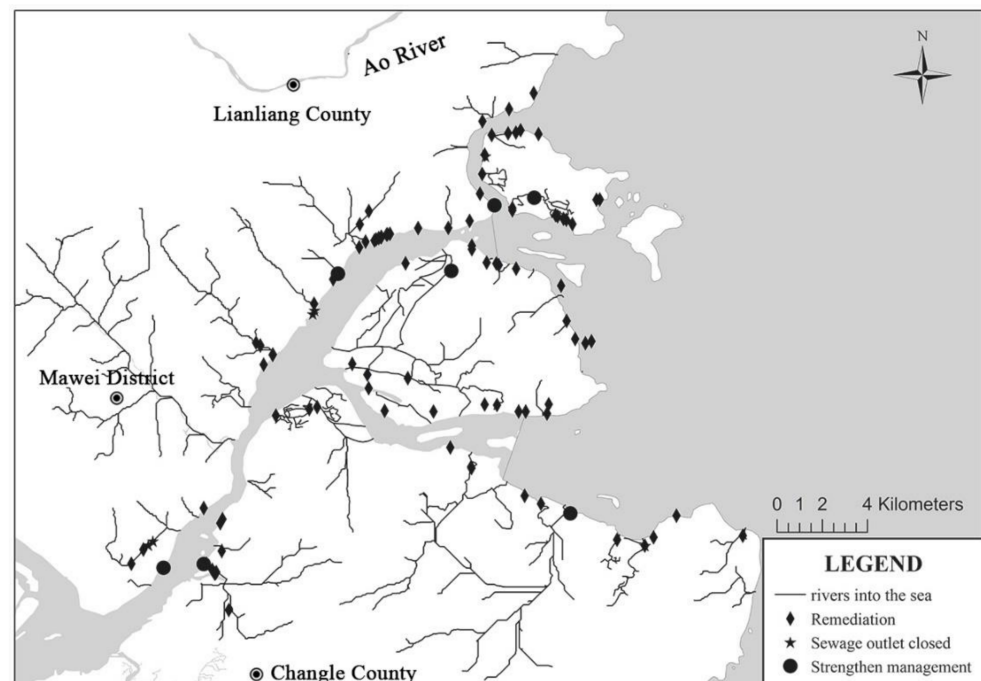 N
Ao River
Lianliang County
Mawei District
0 1 2 4 Kilometers
LEGEND
rivers into the sea
Remediation
Sewage outlet closed
Strengthen management
Changle County